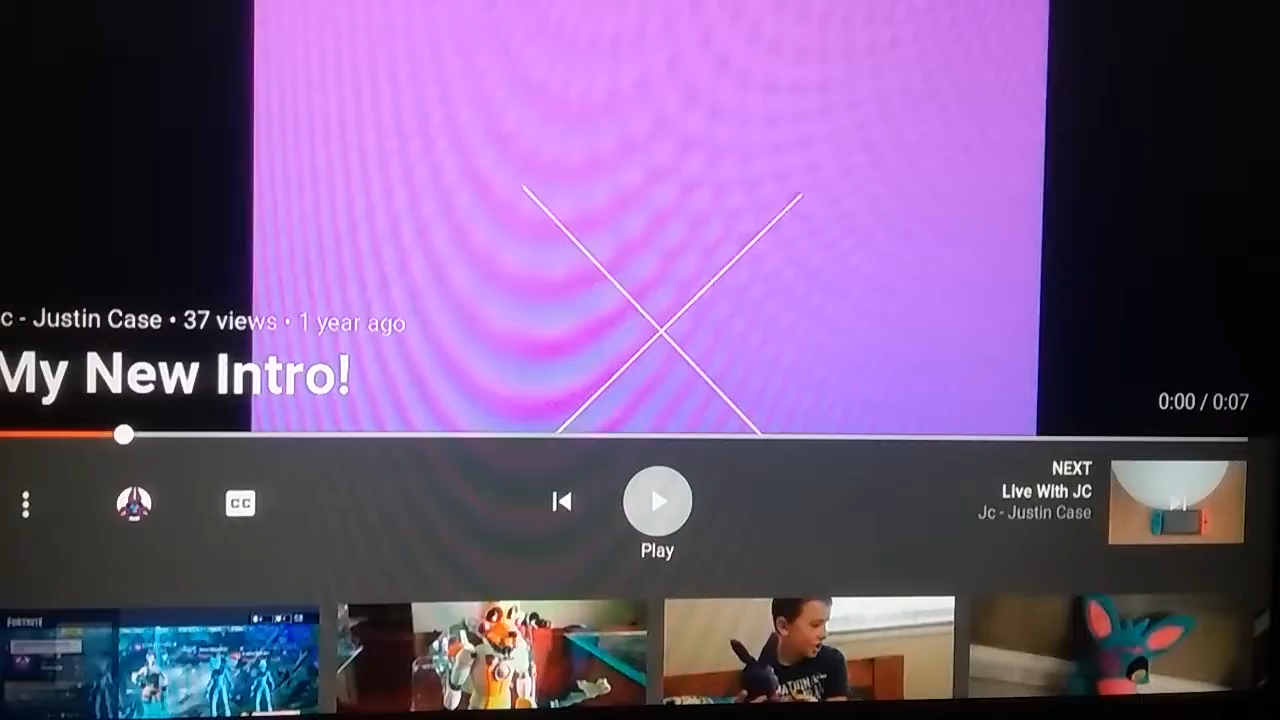 c - Justin Case • 37 views • 1 year ago
My New Intro!
0:00 / 0:07
NEXT
Live With JC
Jc - Justin Case
CC
Play
FORTNITE